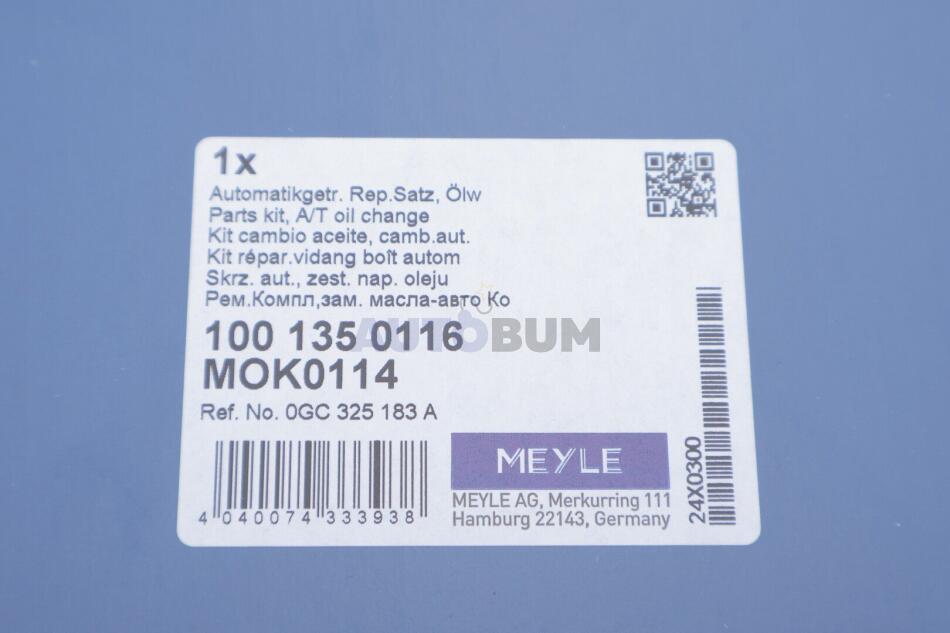 1x
Automatikgetr. Rep.Satz, Ölw
Parts kit, A/T oil change
Kit cambio aceite, camb.aut.
Kit répar.vidang boît autom
Skrz. aut., zest. nap. oleju
Рем.Компл,зам. масла-авто Ко
100 135 0116
AUTOBUM
MOK0114
Ref. No. 0GC 325 183 A
MEYLE
MEYLE AG, Merkurring 111
Hamburg 22143, Germany
4 040074 333938
24X0300